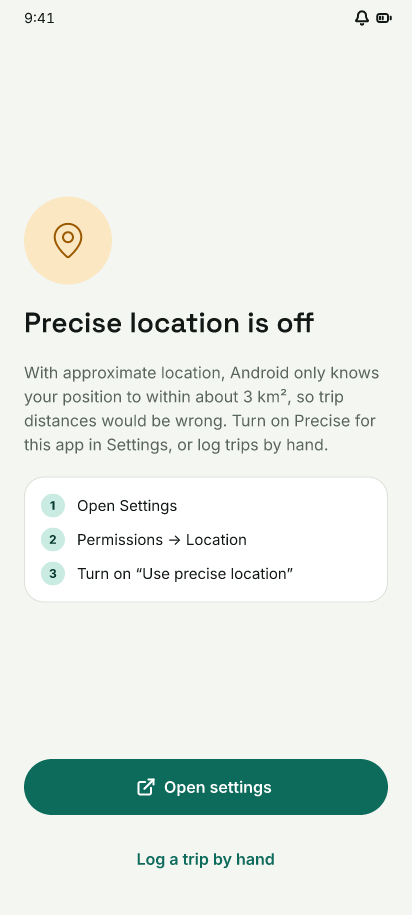 9:41
Precise location is off
With approximate location, Android only knows
your position to within about 3 km², so trip
distances would be wrong. Turn on Precise for
this app in Settings, or log trips by hand.
1 Open Settings
2 Permissions → Location
3 Turn on “Use precise location”
Open settings
Log a trip by hand